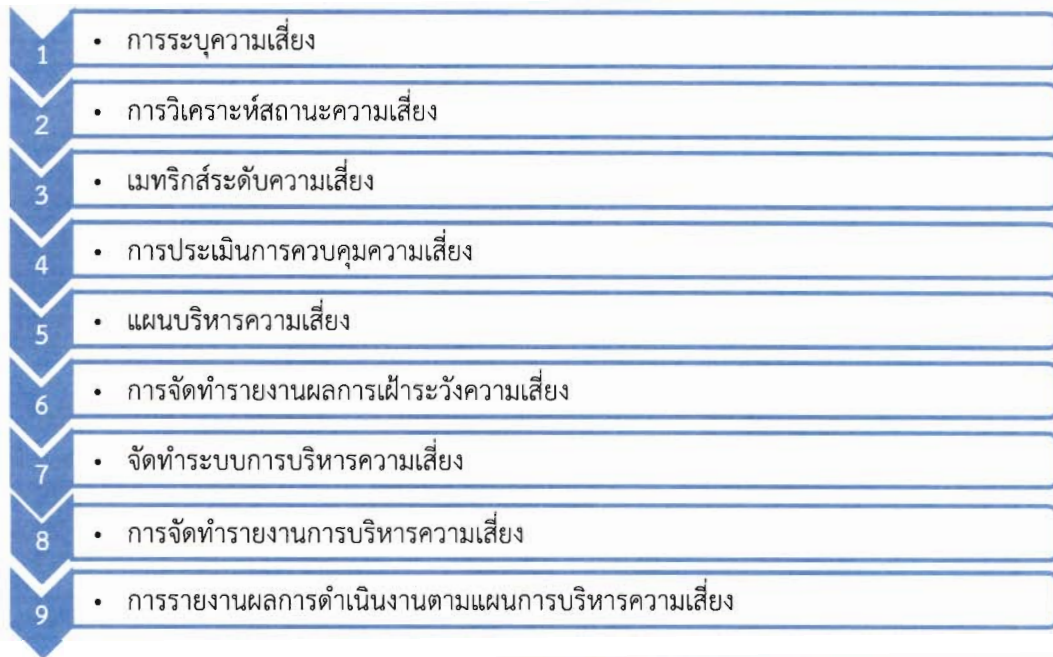 1 • การระบุความเสี่ยง
2 • การวิเคราะห์สถานะความเสี่ยง
3 • เมทริกส์ระดับความเสี่ยง
4 • การประเมินการควบคุมความเสี่ยง
5 • แผนบริหารความเสี่ยง
6 • การจัดทำรายงานผลการเฝ้าระวังความเสี่ยง
7 • จัดทำระบบการบริหารความเสี่ยง
8 • การจัดทำรายงานการบริหารความเสี่ยง
9 • การรายงานผลการดำเนินงานตามแผนการบริหารความเสี่ยง